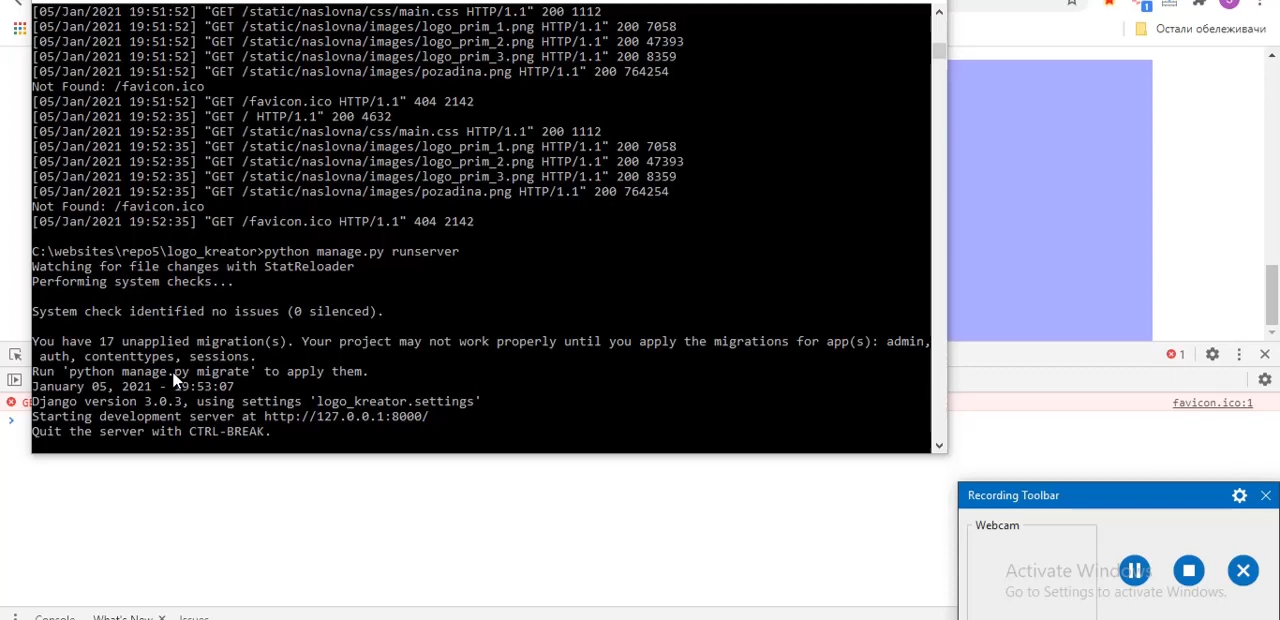 [05/Jan/2021 19:51:52] "GET /static/naslovna/css/main.css HTTP/1.1" 200 1112
[05/Jan/2021 19:51:52] "GET /static/naslovna/images/logo_prim_1.png HTTP/1.1" 200 7058
[05/Jan/2021 19:51:52] "GET /static/naslovna/images/logo_prim_2.png HTTP/1.1" 200 47393
[05/Jan/2021 19:51:52] "GET /static/naslovna/images/logo_prim_3.png HTTP/1.1" 200 8359
[05/Jan/2021 19:51:52] "GET /static/naslovna/images/pozadina.png HTTP/1.1" 200 764254
Not Found: /favicon.ico
[05/Jan/2021 19:51:52] "GET /favicon.ico HTTP/1.1" 404 2142
[05/Jan/2021 19:52:35] "GET / HTTP/1.1" 200 4632
[05/Jan/2021 19:52:35] "GET /static/naslovna/css/main.css HTTP/1.1" 200 1112
[05/Jan/2021 19:52:35] "GET /static/naslovna/images/logo_prim_1.png HTTP/1.1" 200 7058
[05/Jan/2021 19:52:35] "GET /static/naslovna/images/logo_prim_2.png HTTP/1.1" 200 47393
[05/Jan/2021 19:52:35] "GET /static/naslovna/images/logo_prim_3.png HTTP/1.1" 200 8359
[05/Jan/2021 19:52:35] "GET /static/naslovna/images/pozadina.png HTTP/1.1" 200 764254
Not Found: /favicon.ico
[05/Jan/2021 19:52:35] "GET /favicon.ico HTTP/1.1" 404 2142
C:\websites\repo5\logo_kreator>python manage.py runserver
Watching for file changes with StatReloader
Performing system checks...
System check identified no issues (0 silenced).
You have 17 unapplied migration(s). Your project may not work properly until you apply the migrations for app(s): admin,
auth, contenttypes, sessions.
Run 'python manage.py migrate' to apply them.
January 05, 2021 - 19:53:07
Django version 3.0.3, using settings 'logo_kreator.settings'
Starting development server at http://127.0.0.1:8000/
Quit the server with CTRL-BREAK.
1
Остали обележивачи
1
GE
favicon.ico:1
Recording Toolbar
Webcam
Activate Windows
Go to Settings to activate Windows.
Console What's New Issues